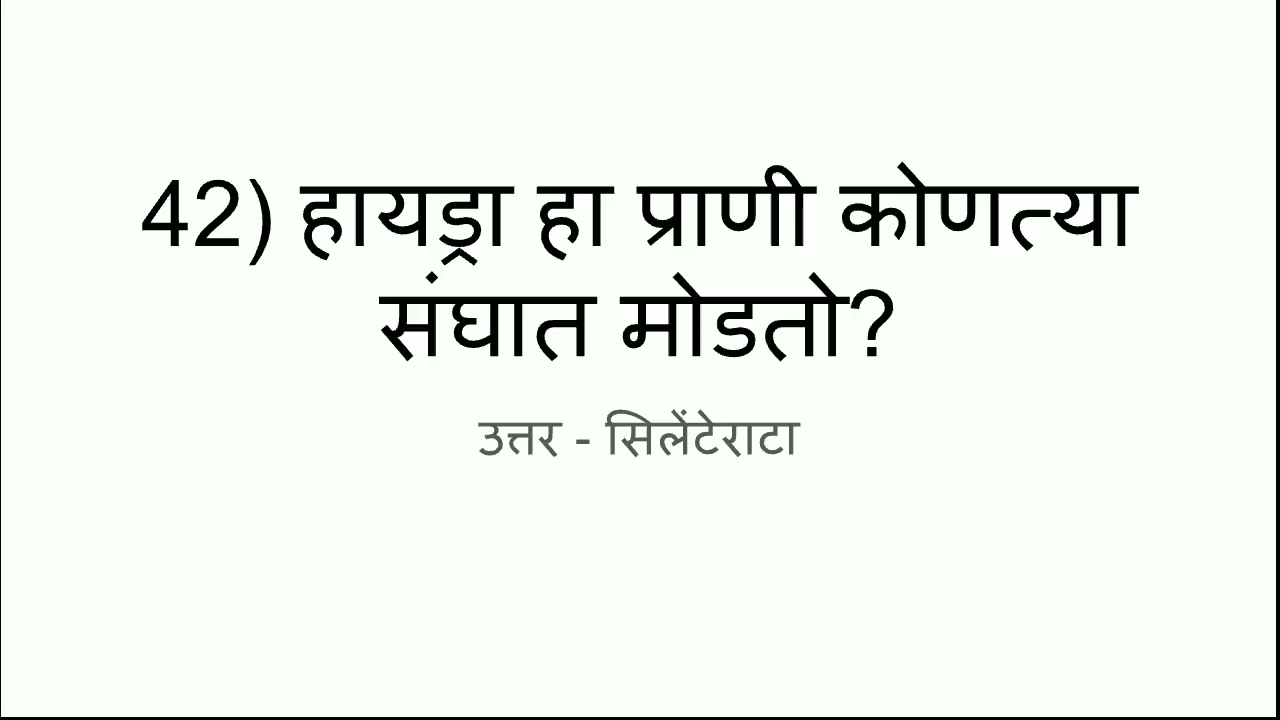 42) हायड्रा हा प्राणी कोणत्या
संघात मोडतो?
उत्तर - सिलेंटेराटा